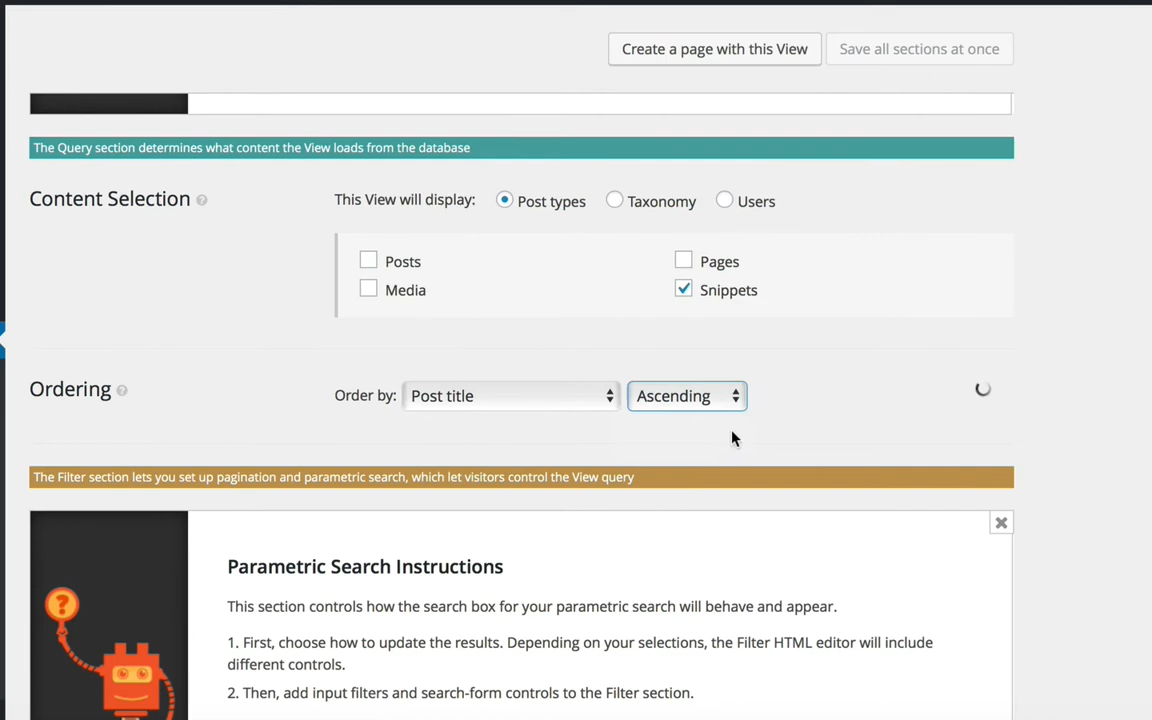 Create a page with this View
Save all sections at once
The Query section determines what content the View loads from the database
Content Selection ?
This View will display: Post types Taxonomy Users
Posts Pages
Media Snippets
Ordering ?
Order by: Post title Ascending
The Filter section lets you set up pagination and parametric search, which let visitors control the View query
Parametric Search Instructions
This section controls how the search box for your parametric search will behave and appear.
1. First, choose how to update the results. Depending on your selections, the Filter HTML editor will include
different controls.
?
2. Then, add input filters and search-form controls to the Filter section.